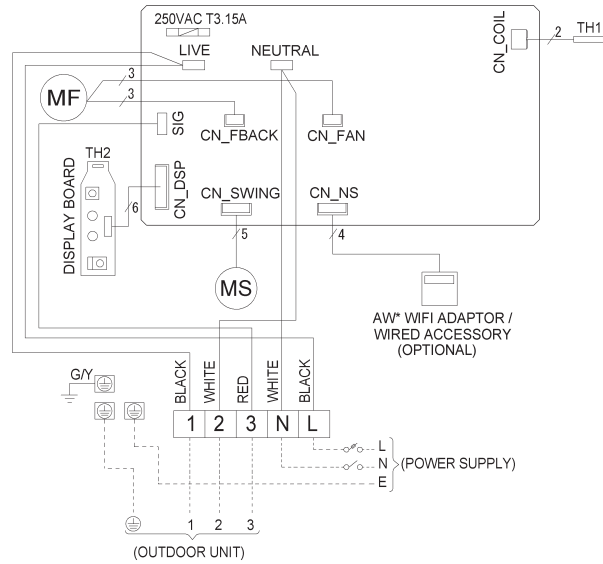 250VAC T3.15A
LIVE
NEUTRAL
CN_COIL
2
TH1
3
3
MF
SIG
CN_FBACK
CN_FAN
TH2
DISPLAY BOARD
6
CN_DSP
CN_SWING
CN_NS
5
4
MS
AW* WIFI ADAPTOR /
WIRED ACCESSORY
(OPTIONAL)
G/Y
BLACK
WHITE
RED
WHITE
BLACK
1 2 3 N L
L
N
E
(POWER SUPPLY)
1 2 3
(OUTDOOR UNIT)